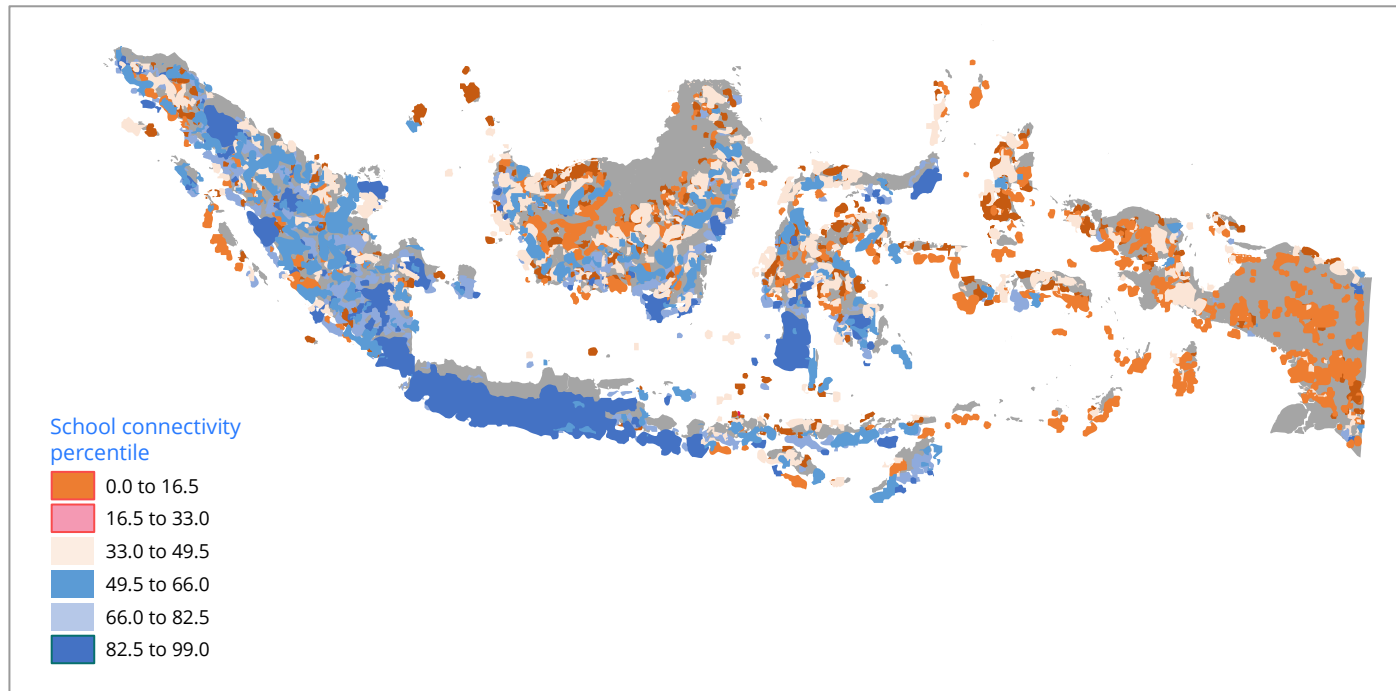 School connectivity
percentile
0.0 to 16.5
16.5 to 33.0
33.0 to 49.5
49.5 to 66.0
66.0 to 82.5
82.5 to 99.0